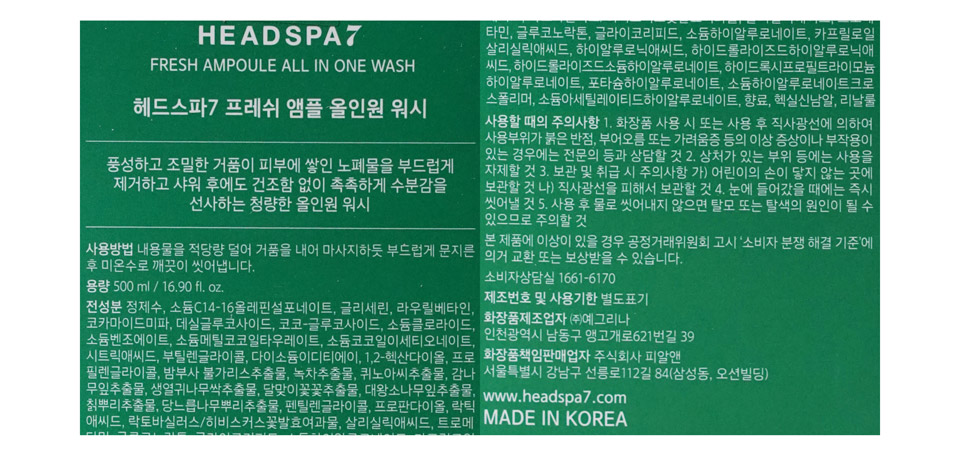 HEADSPA7
FRESH AMPOULE ALL IN ONE WASH
헤드스파7 프레쉬 앰플 올인원 워시
풍성하고 조밀한 거품이 피부에 쌓인 노폐물을 부드럽게
제거하고 샤워 후에도 건조함 없이 촉촉하게 수분감을
선사하는 청량한 올인원 워시
사용방법 내용물을 적당량 덜어 거품을 내어 마사지하듯 부드럽게 문지른
후 미온수로 깨끗이 씻어냅니다.
용량 500 ml / 16.90 fl. oz.
전성분 정제수, 소듐C14-16올레핀설포네이트, 글리세린, 라우릴베타인,
코카마이드미파, 데실글루코사이드, 코코-글루코사이드, 소듐클로라이드,
소듐벤조에이트, 소듐메틸코코일타우레이트, 소듐코코일이세티오네이트,
시트릭애씨드, 부틸렌글라이콜, 다이소듐이디티에이, 1,2-헥산다이올, 프로
필렌글라이콜, 밤부사 불가리스추출물, 녹차추출물, 퀴노아씨추출물, 감나
무잎추출물, 생열귀나무싹추출물, 달맞이꽃꽃추출물, 대왕소나무잎추출물,
칡뿌리추출물, 당느릅나무뿌리추출물, 펜틸렌글라이콜, 프로판다이올, 락틱
애씨드, 락토바실러스/히비스커스꽃발효여과물, 살리실릭애씨드, 트로메
타민, 글루코노락톤, 글라이코리피드, 소듐하이알루로네이트, 카프릴로일
살리실릭애씨드, 하이알루로닉애씨드, 하이드롤라이즈드하이알루로닉애
씨드, 하이드롤라이즈드소듐하이알루로네이트, 하이드록시프로필트라이모늄
하이알루로네이트, 포타슘하이알루로네이트, 소듐하이알루로네이트크로
스폴리머, 소듐아세틸레이티드하이알루로네이트, 향료, 헥실신남알, 리날룰
사용할 때의 주의사항 1. 화장품 사용 시 또는 사용 후 직사광선에 의하여
사용부위가 붉은 반점, 부어오름 또는 가려움증 등의 이상 증상이나 부작용이
있는 경우에는 전문의 등과 상담할 것 2. 상처가 있는 부위 등에는 사용을
자제할 것 3. 보관 및 취급 시 주의사항 가) 어린이의 손이 닿지 않는 곳에
보관할 것 나) 직사광선을 피해서 보관할 것 4. 눈에 들어갔을 때에는 즉시
씻어낼 것 5. 사용 후 물로 씻어내지 않으면 탈모 또는 탈색의 원인이 될 수
있으므로 주의할 것
본 제품에 이상이 있을 경우 공정거래위원회 고시 '소비자 분쟁 해결 기준'에
의거 교환 또는 보상받을 수 있습니다.
소비자상담실 1661-6170
제조번호 및 사용기한 별도표기
화장품제조업자 ㈜예그리나
인천광역시 남동구 앵고개로621번길 39
화장품책임판매업자 주식회사 피알앤
서울특별시 강남구 선릉로112길 84(삼성동, 오션빌딩)
www.headspa7.com
MADE IN KOREA